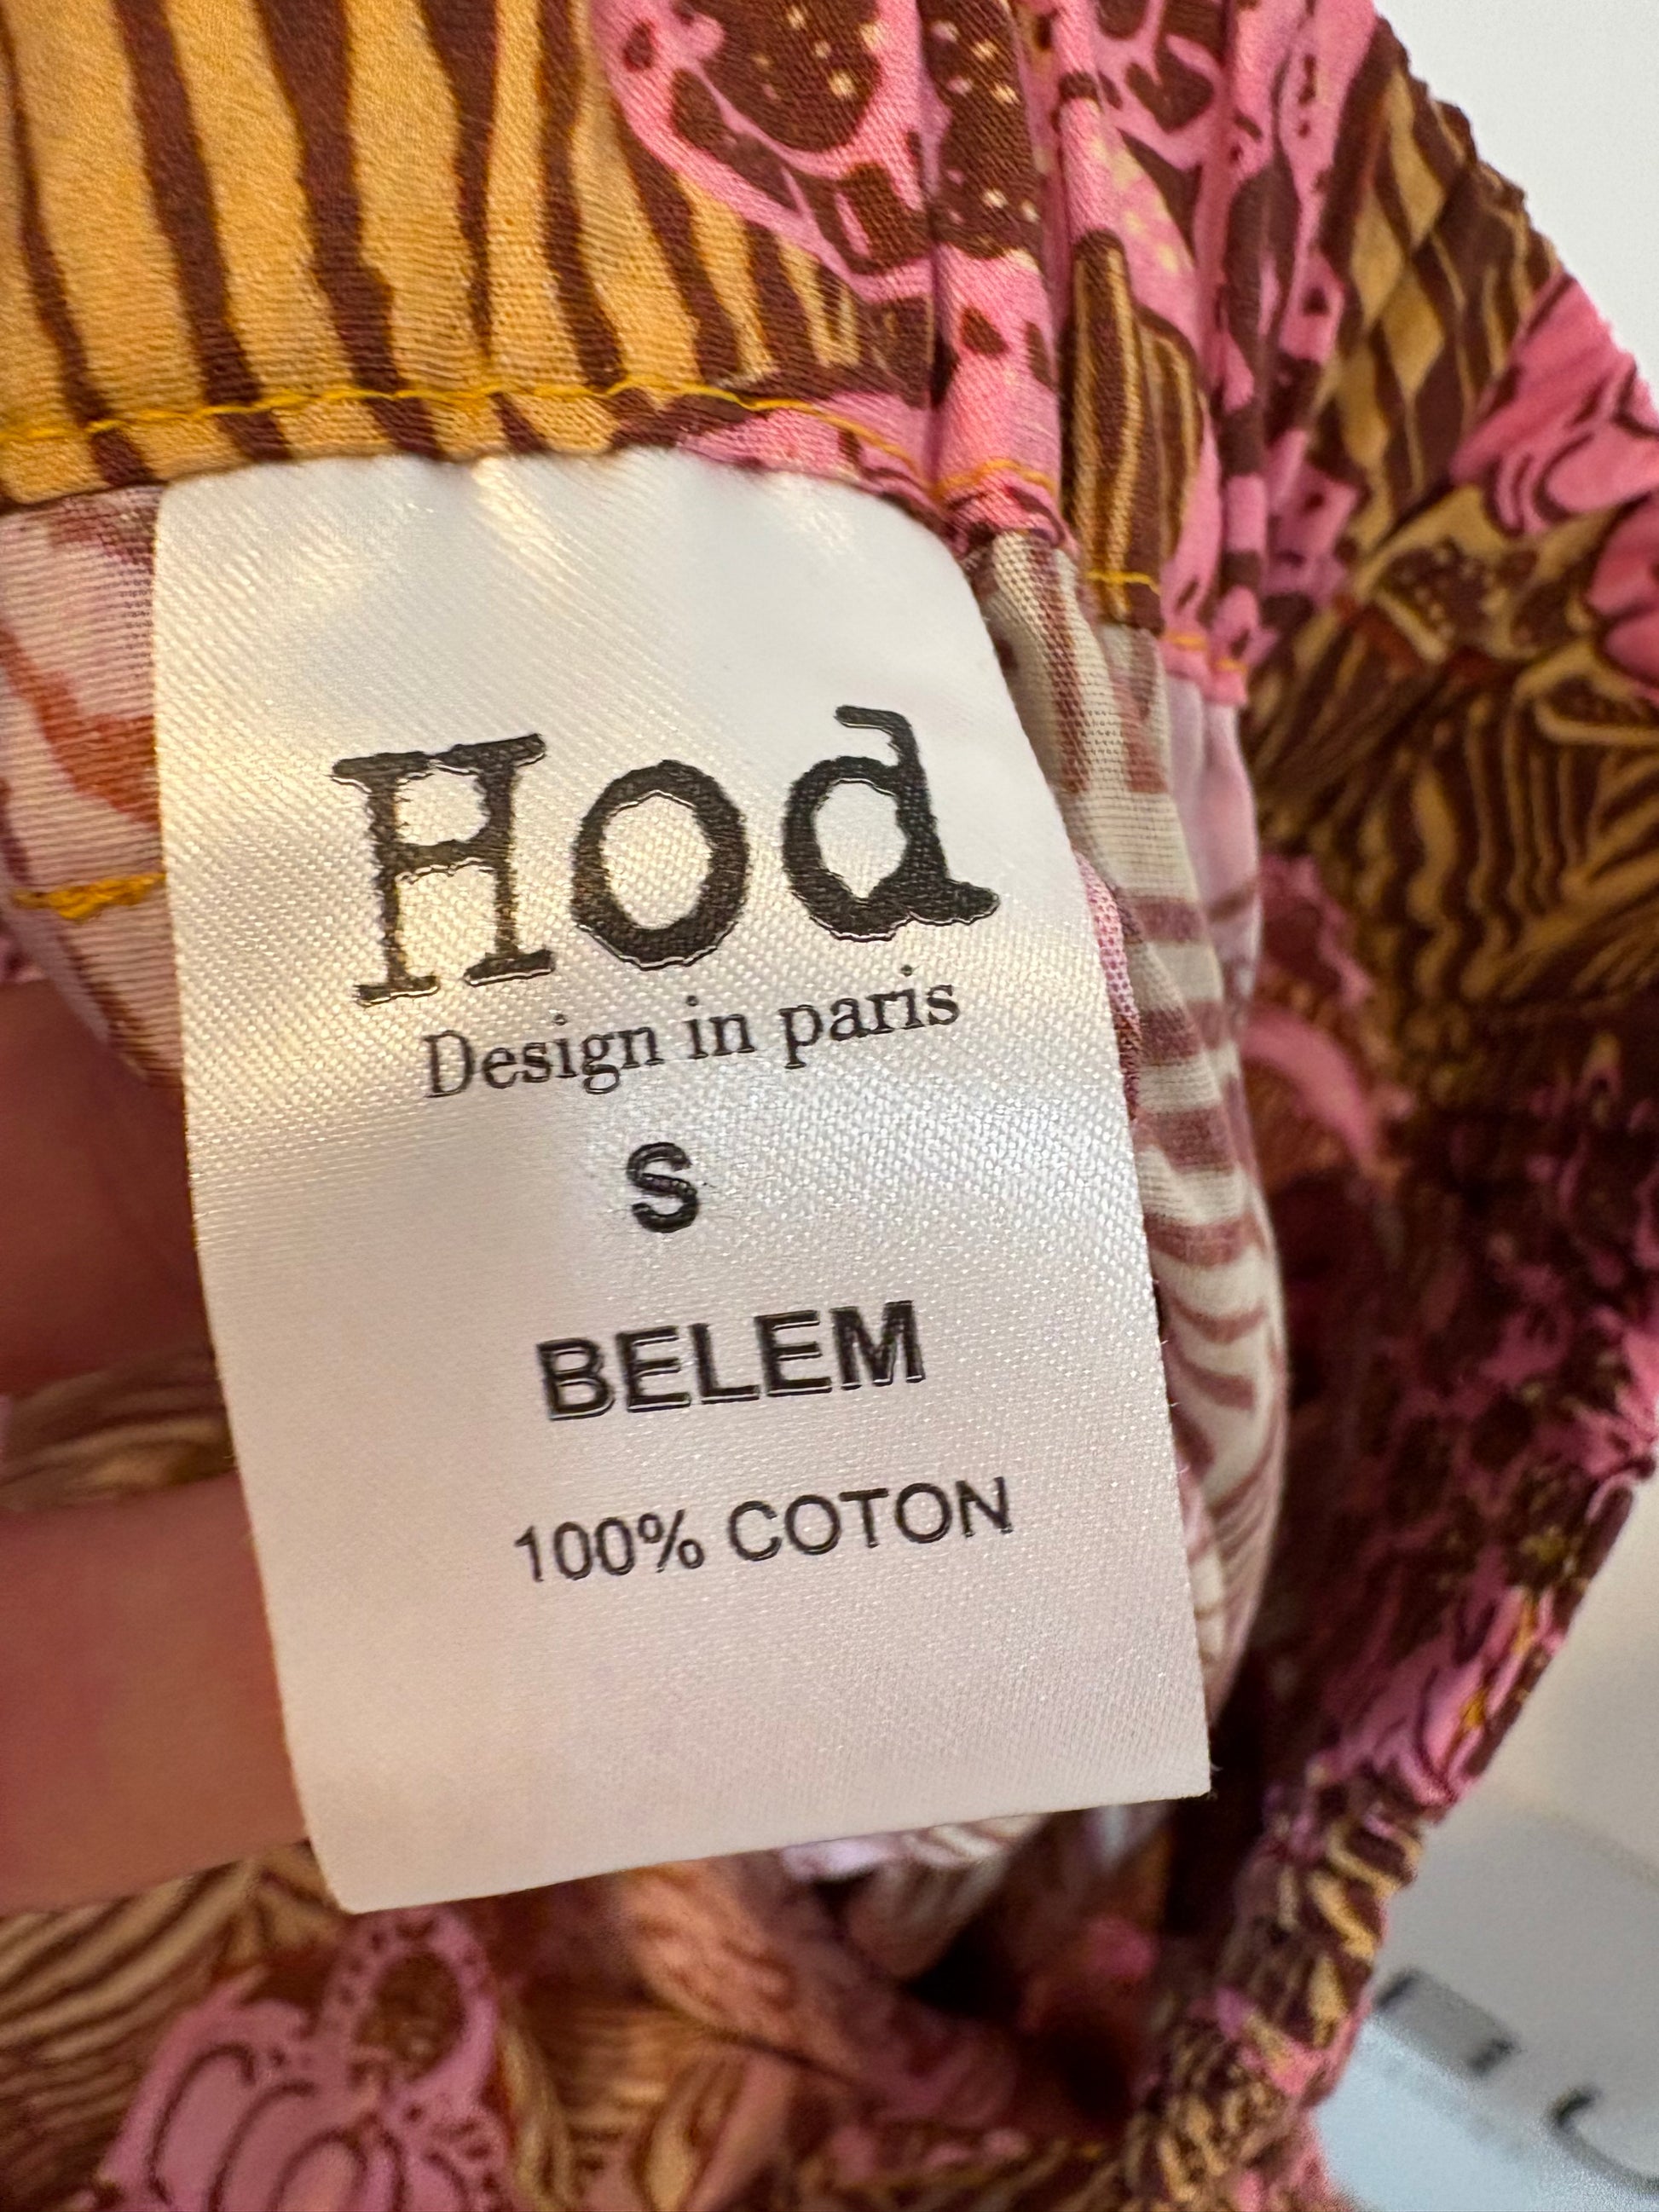 Hod
Design in paris
S
BELEM
100% COTON